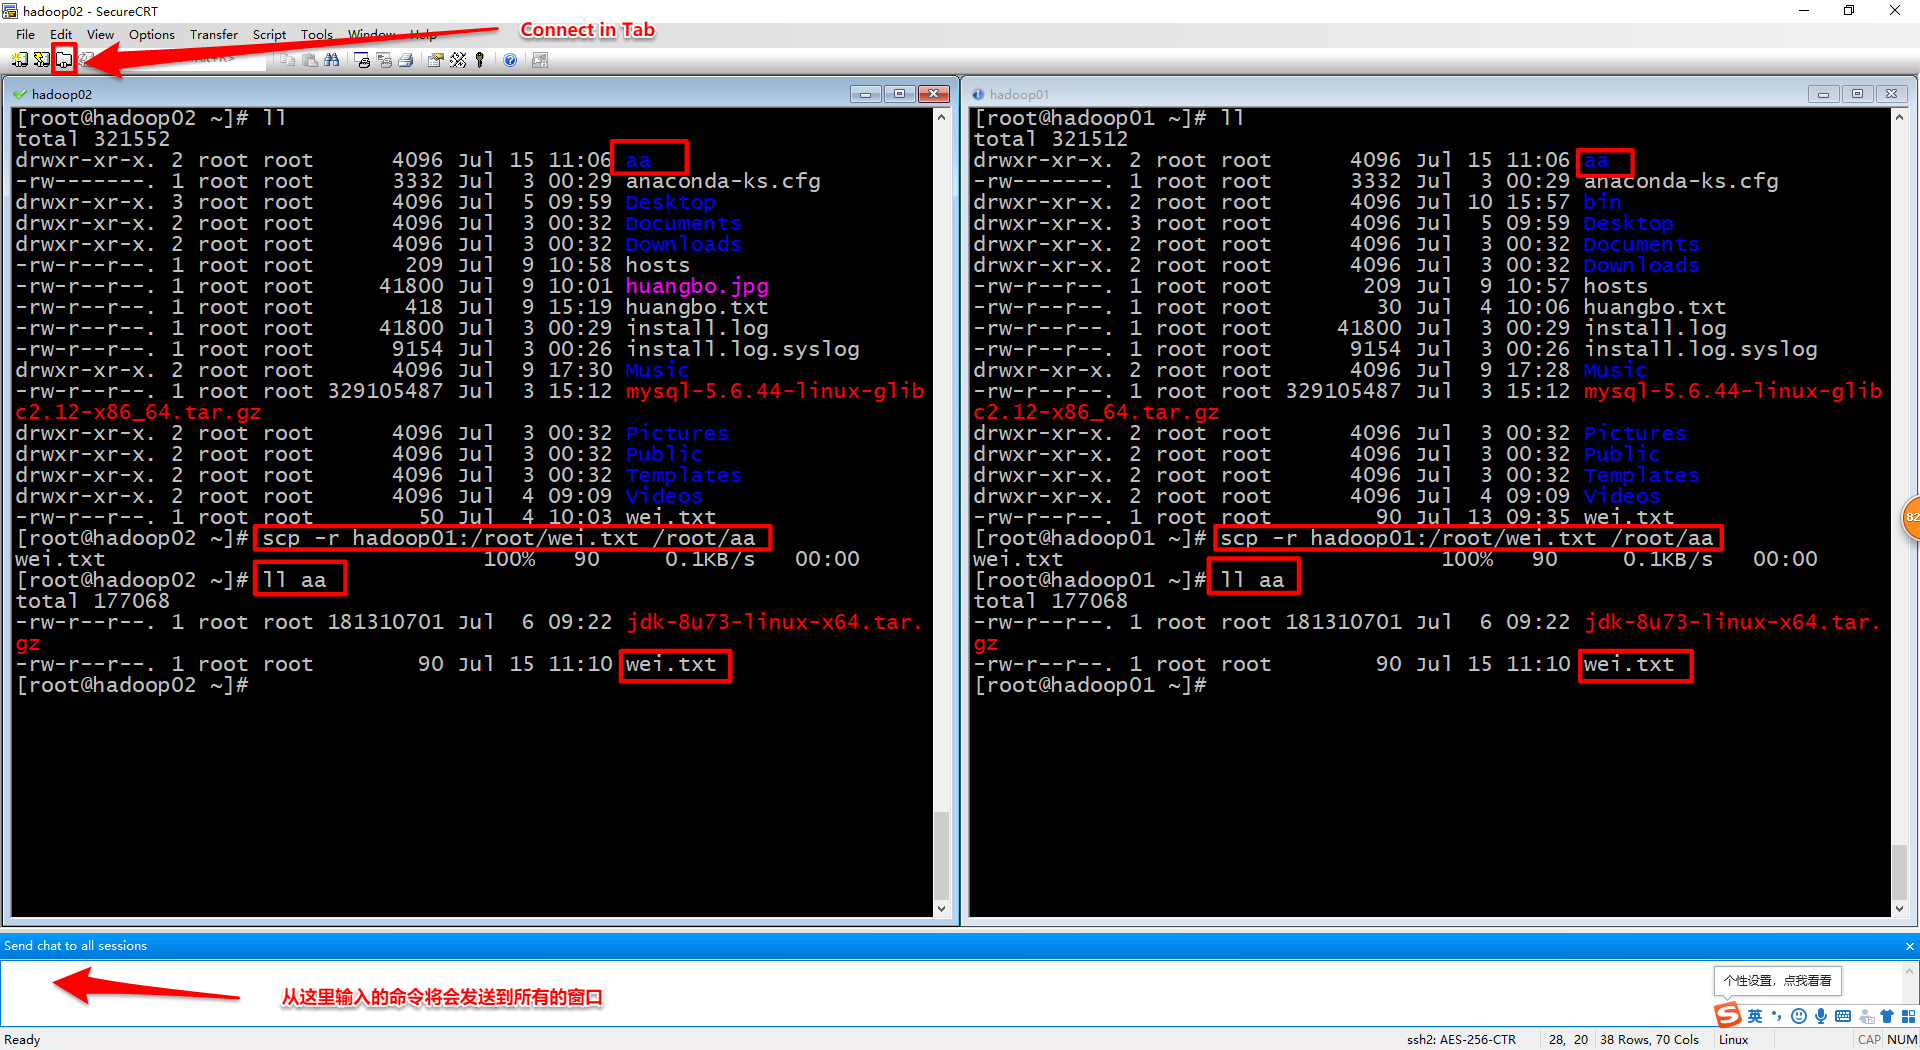 hadoop02 - SecureCRT
File Edit View Options Transfer Script Tools Window Help
Connect in Tab
hadoop02
[root@hadoop02 ~]# ll
total 321552
drwxr-xr-x. 2 root root 4096 Jul 15 11:06 aa
-rw-------. 1 root root 3332 Jul 3 00:29 anaconda-ks.cfg
drwxr-xr-x. 3 root root 4096 Jul 5 09:59 Desktop
drwxr-xr-x. 2 root root 4096 Jul 3 00:32 Documents
drwxr-xr-x. 2 root root 4096 Jul 3 00:32 Downloads
-rw-r--r--. 1 root root 209 Jul 9 10:58 hosts
-rw-r--r--. 1 root root 41800 Jul 9 10:01 huangbo.jpg
-rw-r--r--. 1 root root 418 Jul 9 15:19 huangbo.txt
-rw-r--r--. 1 root root 41800 Jul 3 00:29 install.log
-rw-r--r--. 1 root root 9154 Jul 3 00:26 install.log.syslog
drwxr-xr-x. 2 root root 4096 Jul 9 17:30 Music
-rw-r--r--. 1 root root 329105487 Jul 3 15:12 mysql-5.6.44-linux-glib
c2.12-x86_64.tar.gz
drwxr-xr-x. 2 root root 4096 Jul 3 00:32 Pictures
drwxr-xr-x. 2 root root 4096 Jul 3 00:32 Public
drwxr-xr-x. 2 root root 4096 Jul 3 00:32 Templates
drwxr-xr-x. 2 root root 4096 Jul 4 09:09 Videos
-rw-r--r--. 1 root root 50 Jul 4 10:03 wei.txt
[root@hadoop02 ~]# scp -r hadoop01:/root/wei.txt /root/aa
wei.txt 100% 90 0.1KB/s 00:00
[root@hadoop02 ~]# ll aa
total 177068
-rw-r--r--. 1 root root 181310701 Jul 6 09:22 jdk-8u73-linux-x64.tar.
gz
-rw-r--r--. 1 root root 90 Jul 15 11:10 wei.txt
[root@hadoop02 ~]#
hadoop01
[root@hadoop01 ~]# ll
total 321512
drwxr-xr-x. 2 root root 4096 Jul 15 11:06 aa
-rw-------. 1 root root 3332 Jul 3 00:29 anaconda-ks.cfg
drwxr-xr-x. 2 root root 4096 Jul 10 15:57 bin
drwxr-xr-x. 3 root root 4096 Jul 5 09:59 Desktop
drwxr-xr-x. 2 root root 4096 Jul 3 00:32 Documents
drwxr-xr-x. 2 root root 4096 Jul 3 00:32 Downloads
-rw-r--r--. 1 root root 209 Jul 9 10:57 hosts
-rw-r--r--. 1 root root 30 Jul 4 10:06 huangbo.txt
-rw-r--r--. 1 root root 41800 Jul 3 00:29 install.log
-rw-r--r--. 1 root root 9154 Jul 3 00:26 install.log.syslog
drwxr-xr-x. 2 root root 4096 Jul 9 17:28 Music
-rw-r--r--. 1 root root 329105487 Jul 3 15:12 mysql-5.6.44-linux-glib
c2.12-x86_64.tar.gz
drwxr-xr-x. 2 root root 4096 Jul 3 00:32 Pictures
drwxr-xr-x. 2 root root 4096 Jul 3 00:32 Public
drwxr-xr-x. 2 root root 4096 Jul 3 00:32 Templates
drwxr-xr-x. 2 root root 4096 Jul 4 09:09 Videos
-rw-r--r--. 1 root root 90 Jul 13 09:35 wei.txt
[root@hadoop01 ~]# scp -r hadoop01:/root/wei.txt /root/aa
wei.txt 100% 90 0.1KB/s 00:00
[root@hadoop01 ~]# ll aa
total 177068
-rw-r--r--. 1 root root 181310701 Jul 6 09:22 jdk-8u73-linux-x64.tar.
gz
-rw-r--r--. 1 root root 90 Jul 15 11:10 wei.txt
[root@hadoop01 ~]#
82
Send chat to all sessions
从这里输入的命令将会发送到所有的窗口
个性设置，点我看看
英
Ready ssh2: AES-256-CTR 28, 20 38 Rows, 70 Cols Linux CAP NUM